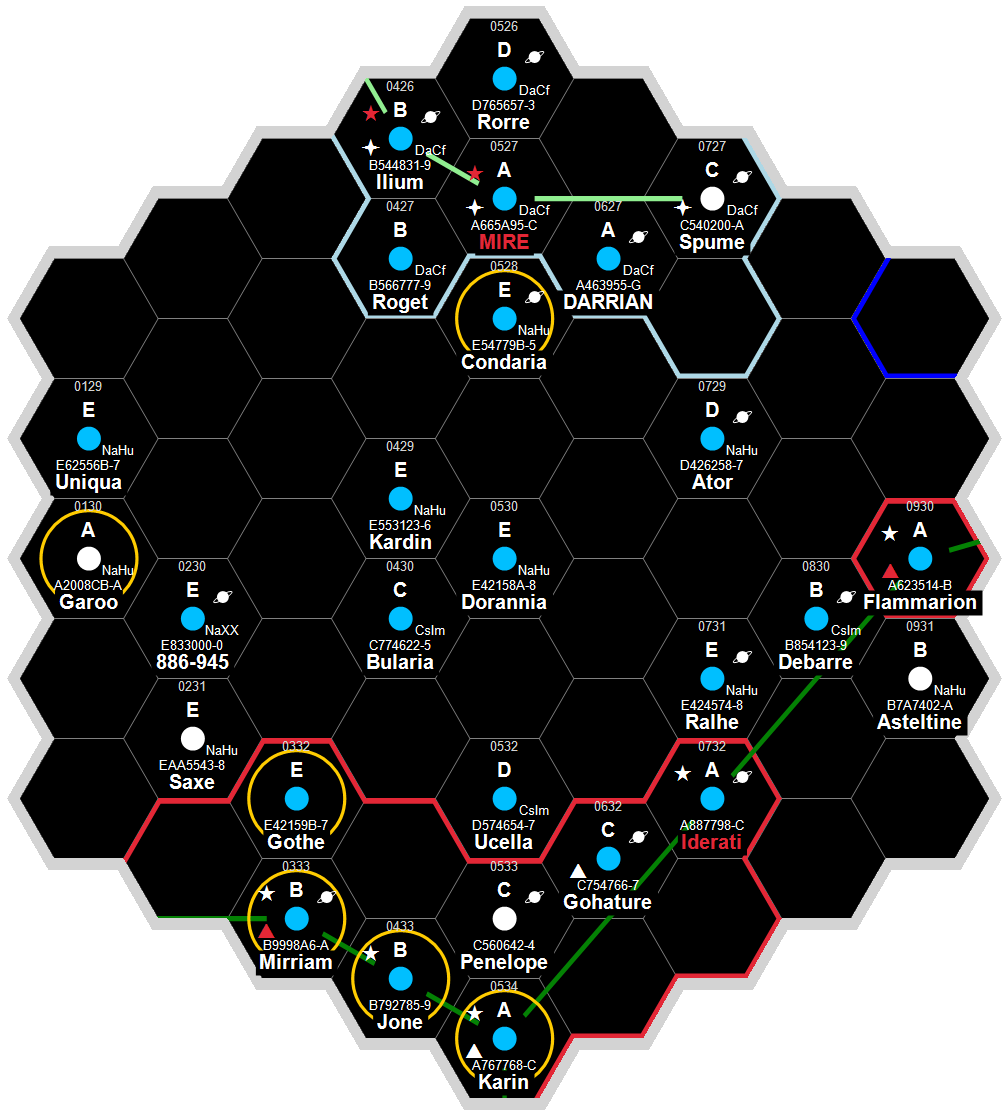 0526
D
DaCf
D765657-3
Rorre
0426
B
DaCf
B544831-9
Ilium
0527
A
DaCf
A665A95-C
MIRE
0727
C
DaCf
C540200-A
Spume
0427
B
DaCf
B566777-9
Roget
0627
A
DaCf
A463955-G
DARRIAN
0528
E
NaHu
E54779B-5
Condaria
0129
E
NaHu
E62556B-7
Uniqua
0729
D
NaHu
D426258-7
Ator
0429
E
NaHu
E553123-6
Kardin
0130
A
NaHu
A2008CB-A
Garoo
0530
E
NaHu
E42158A-8
Dorannia
0930
A
A623514-B
Flammarion
0230
E
NaXX
E833000-0
886-945
0430
C
CsIm
C774622-5
Bularia
0830
B
CsIm
B854123-9
Debarre
0731
E
NaHu
E424574-8
Ralhe
0931
B
NaHu
B7A7402-A
Asteltine
0231
E
NaHu
EAA5543-8
Saxe
0332
E
E42159B-7
Gothe
0532
D
CsIm
D574654-7
Ucella
0732
A
A887798-C
Iderati
0632
C
C754766-7
Gohature
0333
B
B9998A6-A
Mirriam
0533
C
C560642-4
Penelope
0433
B
B792785-9
Jone
0534
A
A767768-C
Karin